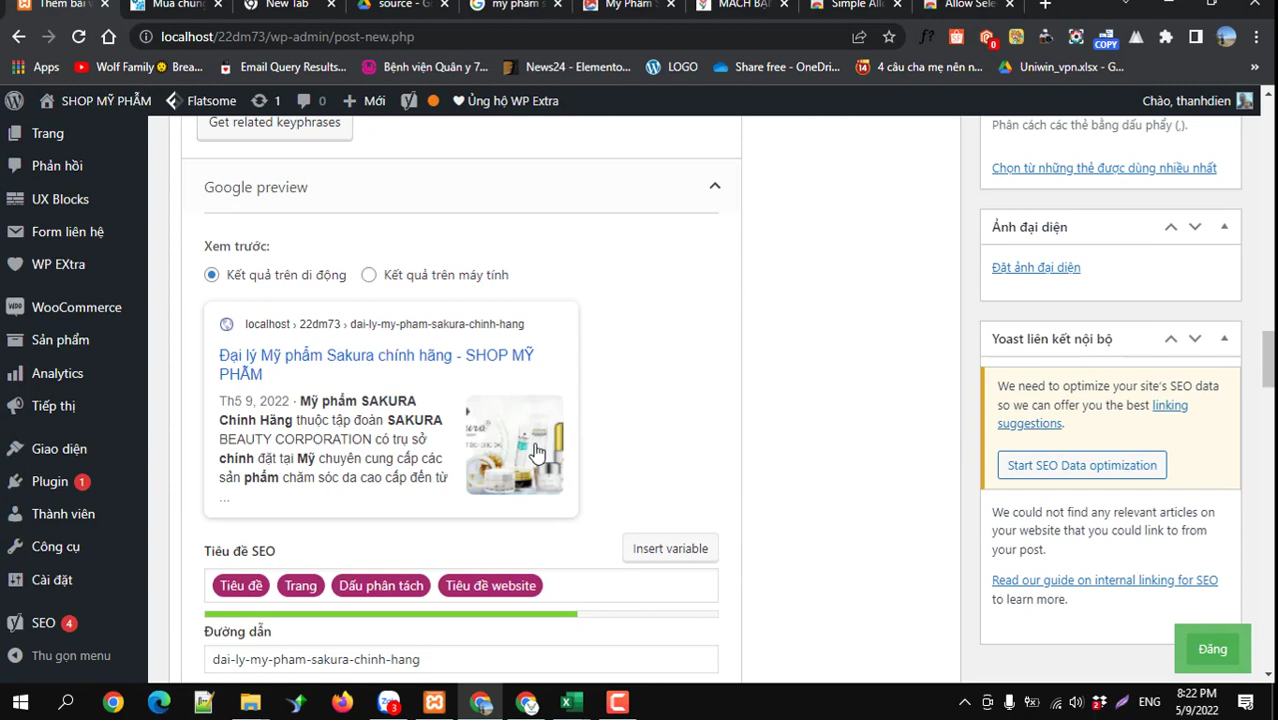 Thêm bài v
Mua chung
New Tab
source - G
my phẩm s
My Phẩm S
MÁCH BẠN
Simple Allo
Allow Selec
localhost/22dm73/wp-admin/post-new.php
0
COPY
Apps
Wolf Family Brea...
Email Query Results...
Bệnh viện Quân y 7...
News24 - Elemento...
LOGO
Share free - OneDri...
14
4 câu cha mẹ nên n...
Uniwin_vpn.xlsx - G...
»
SHOP MỸ PHẨM
Flatsome
1
0
Mới
Ủng hộ WP Extra
Chào, thanhdien
Trang
Phản hồi
UX Blocks
Form liên hệ
WP EXtra
WooCommerce
Sản phẩm
Analytics
Tiếp thị
Giao diện
Plugin 1
Thành viên
Công cụ
Cài đặt
SEO 4
Thu gọn menu
Get related keyphrases
Google preview
Xem trước:
Kết quả trên di động
Kết quả trên máy tính
localhost › 22dm73 › dai-ly-my-pham-sakura-chinh-hang
Đại lý Mỹ phẩm Sakura chính hãng - SHOP MỸ
PHẨM
Th5 9, 2022 · Mỹ phẩm SAKURA
Chính Hãng thuộc tập đoàn SAKURA
BEAUTY CORPORATION có trụ sở
chính đặt tại Mỹ chuyên cung cấp các
sản phẩm chăm sóc da cao cấp đến từ
...
Tiêu đề SEO
Insert variable
Tiêu đề
Trang
Dấu phân tách
Tiêu đề website
Đường dẫn
dai-ly-my-pham-sakura-chinh-hang
Phân cách các thẻ bằng dấu phẩy (,).
Chọn từ những thẻ được dùng nhiều nhất
Ảnh đại diện
Đặt ảnh đại diện
Yoast liên kết nội bộ
We need to optimize your site's SEO data
so we can offer you the best linking
suggestions.
Start SEO Data optimization
We could not find any relevant articles on
your website that you could link to from
your post.
Read our guide on internal linking for SEO
to learn more.
Đăng
3
ENG
8:22 PM
5/9/2022